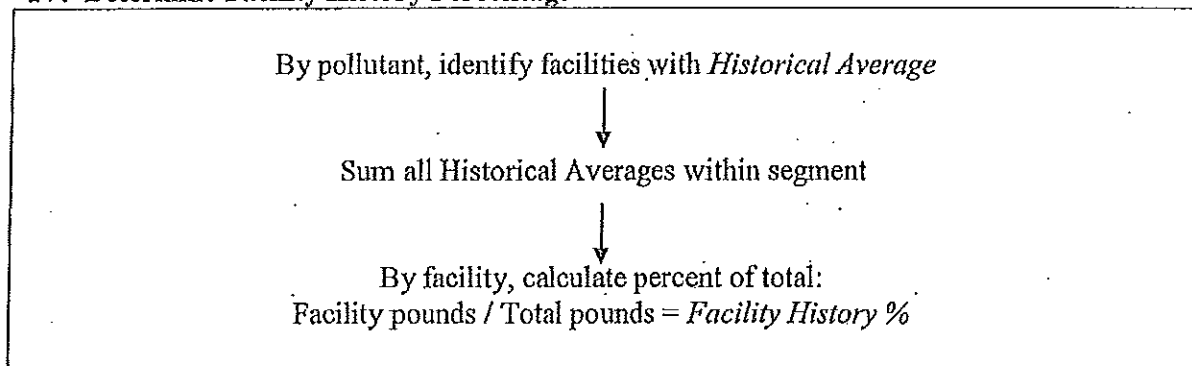 By pollutant, identify facilities with Historical Average
Sum all Historical Averages within segment
By facility, calculate percent of total:
Facility pounds / Total pounds = Facility History %